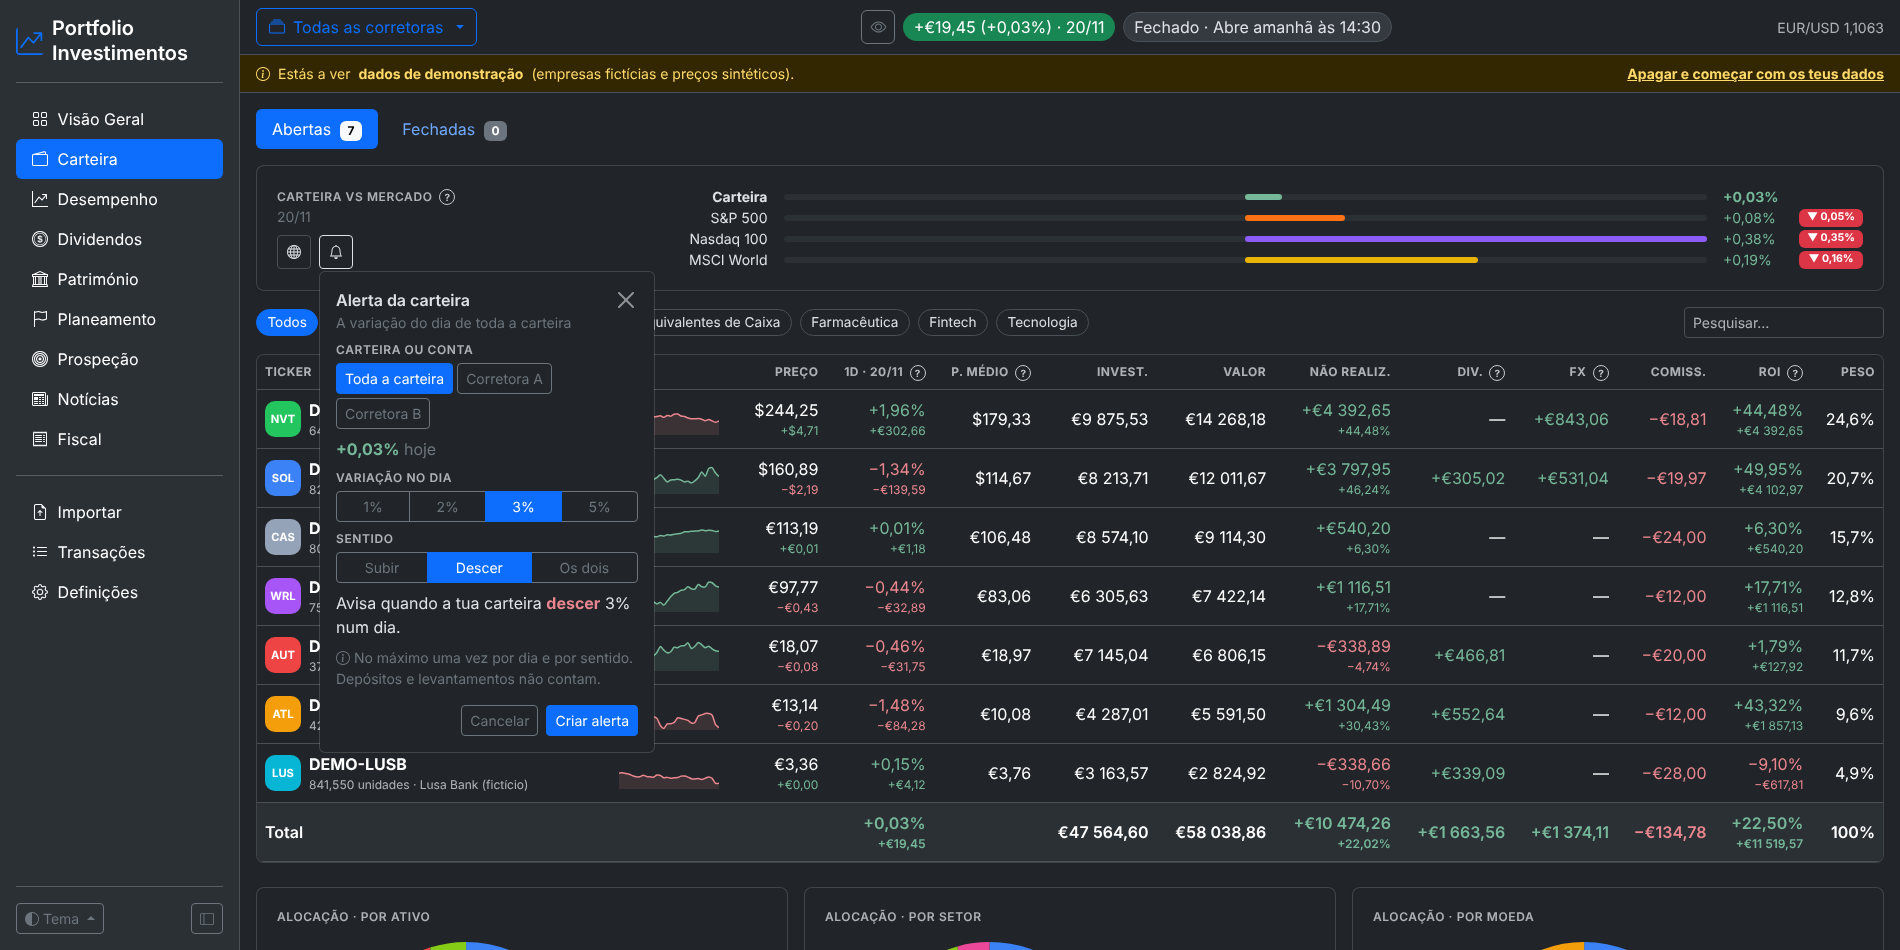 Portfolio
Investimentos
Visão Geral
Carteira
Desempenho
Dividendos
Património
Planeamento
Prospeção
Notícias
Fiscal
Importar
Transações
Definições
Tema
Todas as corretoras
+€19,45 (+0,03%) · 20/11
Fechado · Abre amanhã às 14:30
EUR/USD 1,1063
Estás a ver dados de demonstração (empresas fictícias e preços sintéticos).
Apagar e começar com os teus dados
Abertas 7
Fechadas 0
CARTEIRA VS MERCADO ?
20/11
Carteira +0,03%
S&P 500 +0,08% ▼ 0,05%
Nasdaq 100 +0,38% ▼ 0,35%
MSCI World +0,19% ▼ 0,16%
Alerta da carteira
A variação do dia de toda a carteira
CARTEIRA OU CONTA
Toda a carteira
Corretora A
Corretora B
+0,03% hoje
VARIAÇÃO NO DIA
1% 2% 3% 5%
SENTIDO
Subir Descer Os dois
Avisa quando a tua carteira descer 3%
num dia.
No máximo uma vez por dia e por sentido.
Depósitos e levantamentos não contam.
Cancelar Criar alerta
Todos
quivalentes de Caixa
Farmacêutica
Fintech
Tecnologia
Pesquisar...
TICKER PREÇO 1D · 20/11 ? P. MÉDIO ? INVEST. VALOR NÃO REALIZ. DIV. ? FX ? COMISS. ROI ? PESO
NVT D $244,25 +1,96% $179,33 €9 875,53 €14 268,18 +€4 392,65 — +€843,06 −€18,81 +44,48% 24,6%
64 +$4,71 +€302,66 +44,48% +€4 392,65
SOL D $160,89 −1,34% $114,67 €8 213,71 €12 011,67 +€3 797,95 +€305,02 +€531,04 −€19,97 +49,95% 20,7%
82 −$2,19 −€139,59 +46,24% +€4 102,97
CAS D €113,19 +0,01% €106,48 €8 574,10 €9 114,30 +€540,20 — — −€24,00 +6,30% 15,7%
80 +€0,01 +€1,18 +6,30% +€540,20
WRL D €97,77 −0,44% €83,06 €6 305,63 €7 422,14 +€1 116,51 — — −€12,00 +17,71% 12,8%
75 −€0,43 −€32,89 +17,71% +€1 116,51
AUT D €18,07 −0,46% €18,97 €7 145,04 €6 806,15 −€338,89 +€466,81 — −€20,00 +1,79% 11,7%
37 −€0,08 −€31,75 −4,74% +€127,92
ATL D €13,14 −1,48% €10,08 €4 287,01 €5 591,50 +€1 304,49 +€552,64 — −€12,00 +43,32% 9,6%
42 −€0,20 −€84,28 +30,43% +€1 857,13
LUS DEMO-LUSB €3,36 +0,15% €3,76 €3 163,57 €2 824,92 −€338,66 +€339,09 — −€28,00 −9,10% 4,9%
841,550 unidades · Lusa Bank (fictício) +€0,00 +€4,12 −10,70% −€617,81
Total +0,03% €47 564,60 €58 038,86 +€10 474,26 +€1 663,56 +€1 374,11 −€134,78 +22,50% 100%
+€19,45 +22,02% +€11 519,57
ALOCAÇÃO · POR ATIVO
ALOCAÇÃO · POR SETOR
ALOCAÇÃO · POR MOEDA